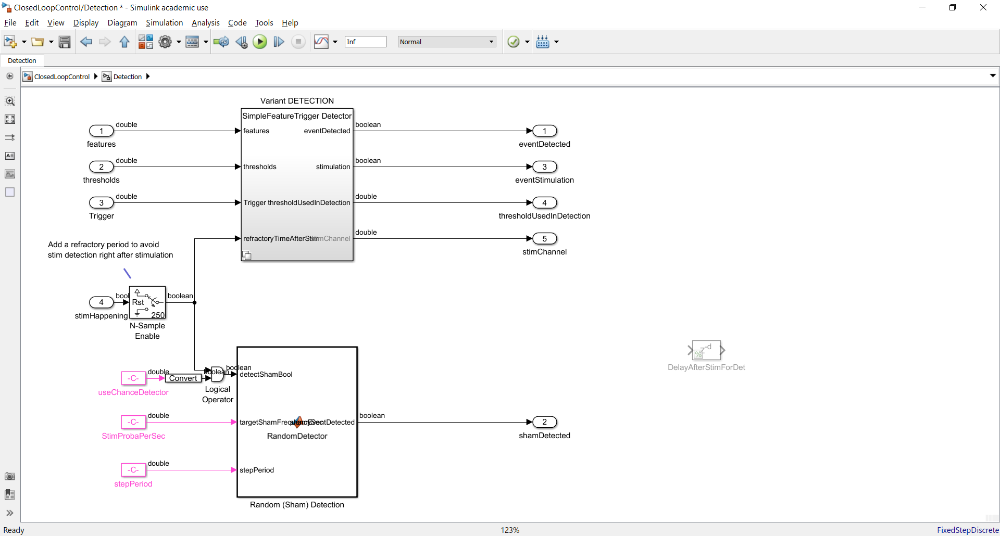 ClosedLoopControl/Detection * - Simulink academic use
File Edit View Display Diagram Simulation Analysis Code Tools Help
Inf
Normal
Detection
ClosedLoopControl
Detection
Variant DETECTION
SimpleFeatureTrigger Detector
1
double
features
features
eventDetected
boolean
1
eventDetected
2
double
thresholds
thresholds
stimulation
boolean
3
eventStimulation
3
double
Trigger
Trigger
thresholdUsedInDetection
double
4
thresholdUsedInDetection
refractoryTimeAfterStim
stimChannel
double
5
stimChannel
Add a refractory period to avoid
stim detection right after stimulation
4
bool
stimHappening
Rst
250
N-Sample
Enable
boolean
-C-
double
useChanceDetector
Convert
boolean
Logical
Operator
boolean
detectShamBool
-C-
double
StimProbaPerSec
targetShamFrequencySec
shamEventDetected
RandomDetector
boolean
2
shamDetected
-C-
double
stepPeriod
stepPeriod
Random (Sham) Detection
z-d
%
DelayAfterStimForDet
Ready
123%
FixedStepDiscrete